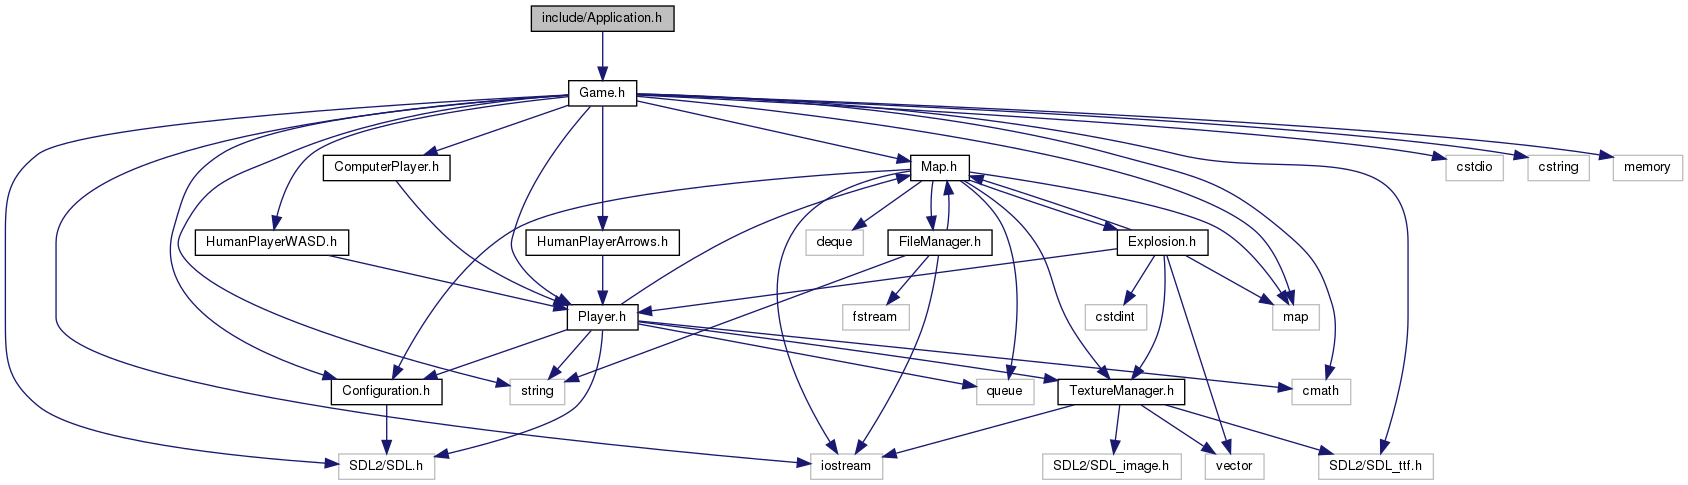 include/Application.h
Game.h
ComputerPlayer.h
Map.h
cstdio
cstring
memory
HumanPlayerWASD.h
HumanPlayerArrows.h
deque
FileManager.h
Explosion.h
Player.h
fstream
cstdint
map
Configuration.h
string
queue
TextureManager.h
cmath
SDL2/SDL.h
iostream
SDL2/SDL_image.h
vector
SDL2/SDL_ttf.h